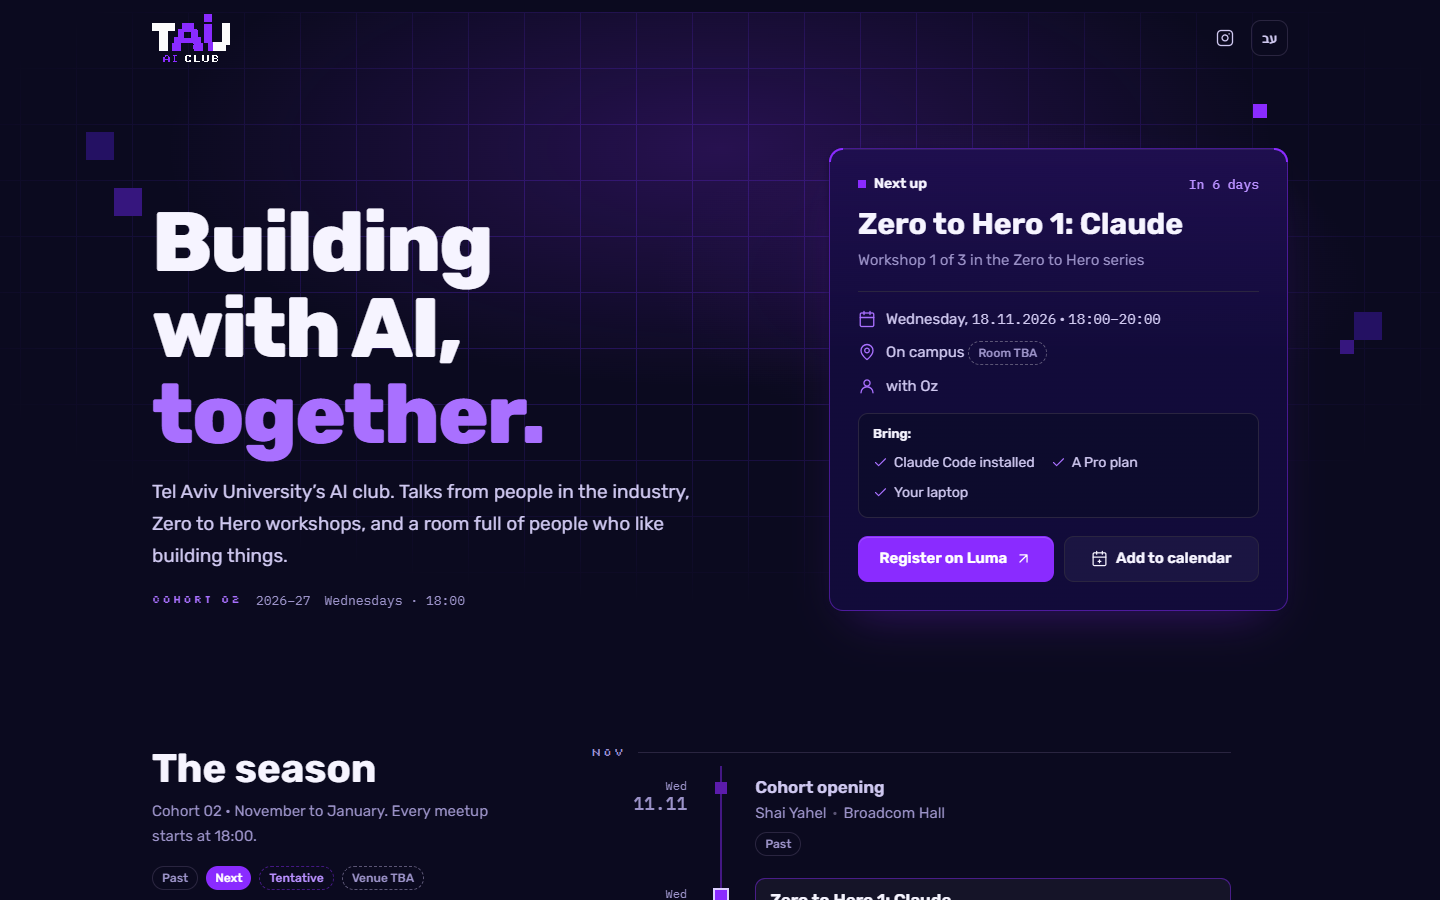 TAU
AI CLUB
עב
Building
with AI,
together.
Tel Aviv University’s AI club. Talks from people in the industry,
Zero to Hero workshops, and a room full of people who like
building things.
COHORT 02 2026–27 Wednesdays · 18:00
Next up
In 6 days
Zero to Hero 1: Claude
Workshop 1 of 3 in the Zero to Hero series
Wednesday, 18.11.2026 • 18:00–20:00
On campus Room TBA
with Oz
Bring:
Claude Code installed
A Pro plan
Your laptop
Register on Luma
Add to calendar
The season
Cohort 02 • November to January. Every meetup
starts at 18:00.
Past Next Tentative Venue TBA
NOV
Wed
11.11
Cohort opening
Shai Yahel • Broadcom Hall
Past
Wed
Zero to Hero 1: Claude